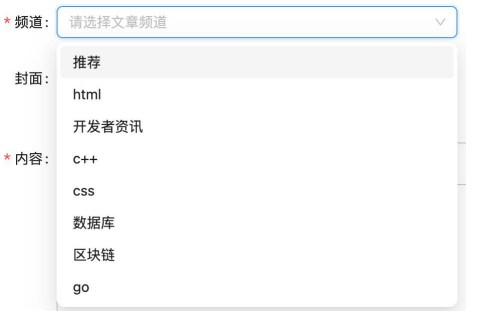 * 频道： 请选择文章频道
推荐
封面：
html
开发者资讯
* 内容： c++
css
数据库
区块链
go